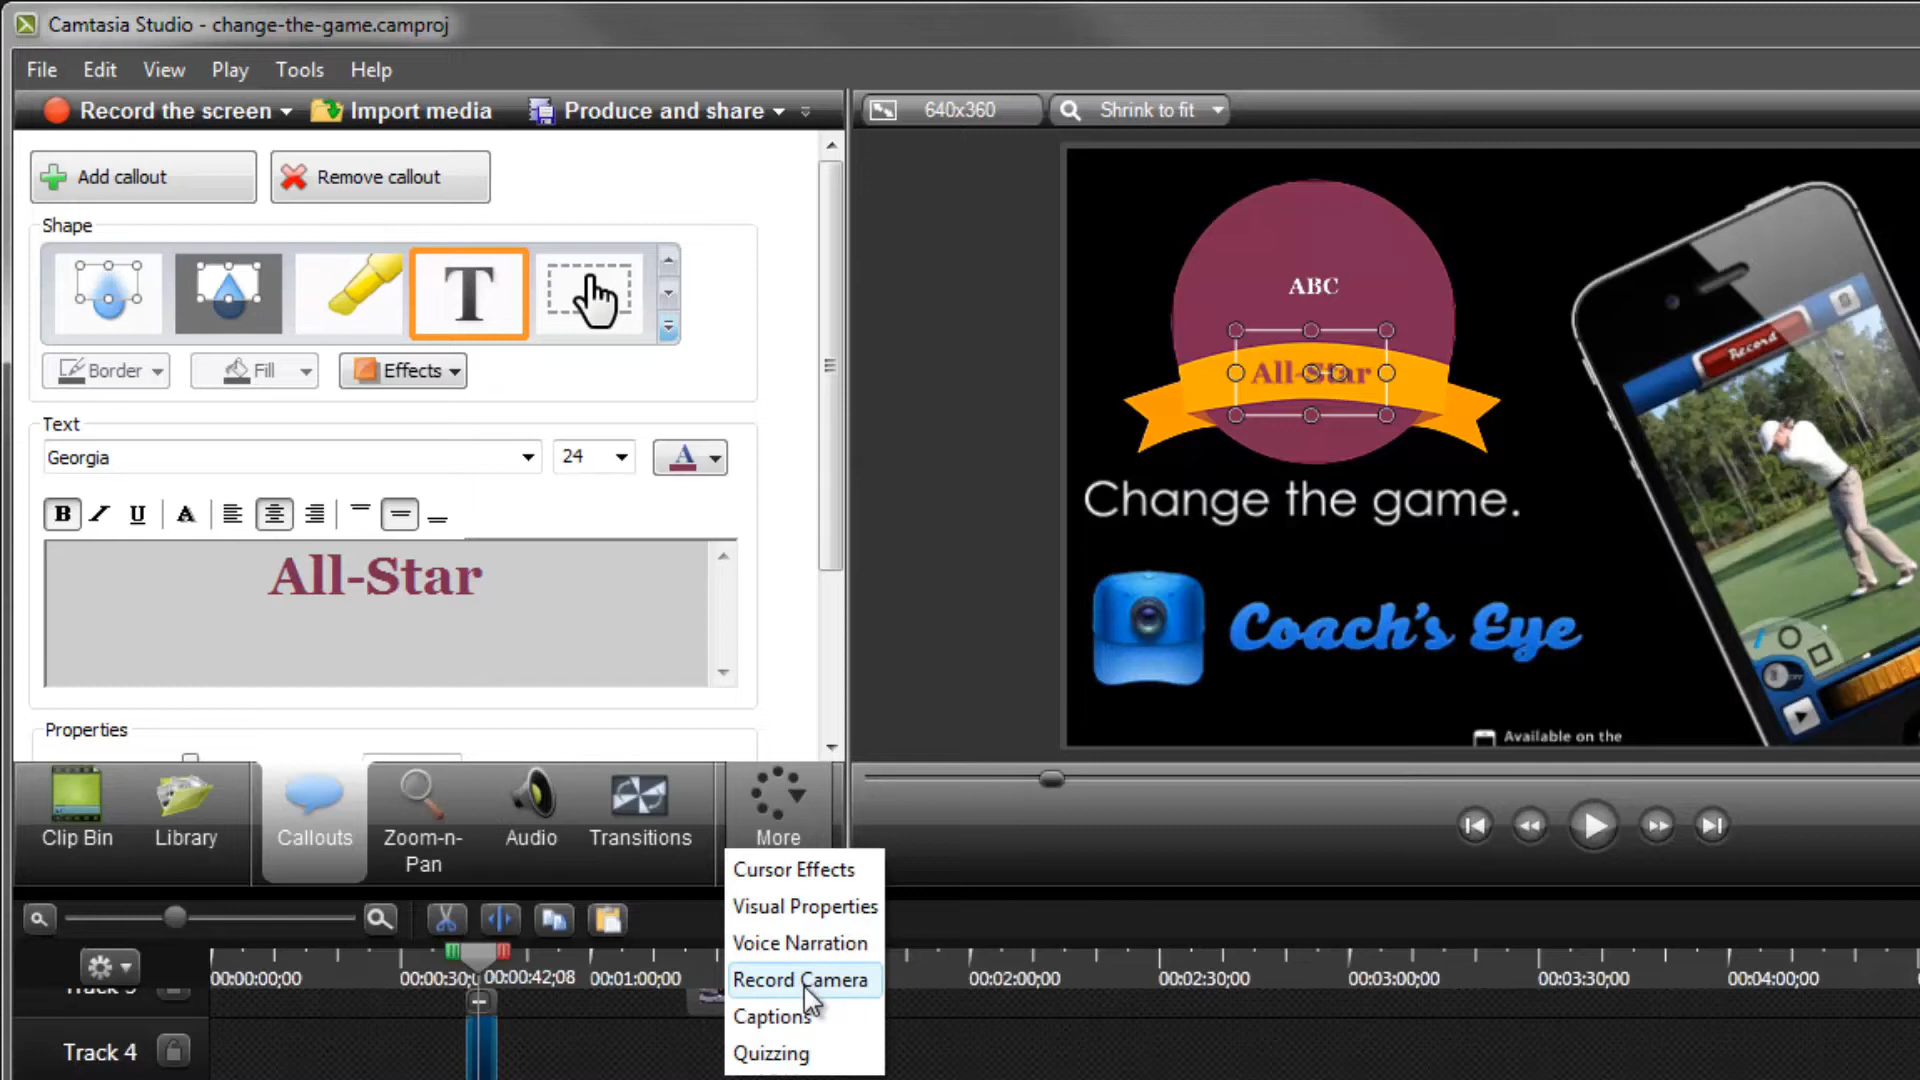 Camtasia Studio - change-the-game.camproj
File Edit View Play Tools Help
Record the screen Import media Produce and share
640x360 Shrink to fit
Add callout Remove callout
Shape
T
Border Fill Effects
Text
Georgia 24 A
B I U A
All-Star
Properties
ABC
All-Star
Change the game.
Coach's Eye
Record
Available on the
Clip Bin Library Callouts Zoom-n-Pan Audio Transitions More
Cursor Effects
Visual Properties
Voice Narration
Record Camera
Captions
Quizzing
00:00:00;00 00:00:30;0 00:00:42;08 00:01:00;00 00:02:00;00 00:02:30;00 00:03:00;00 00:03:30;00 00:04:00;00
Track 4